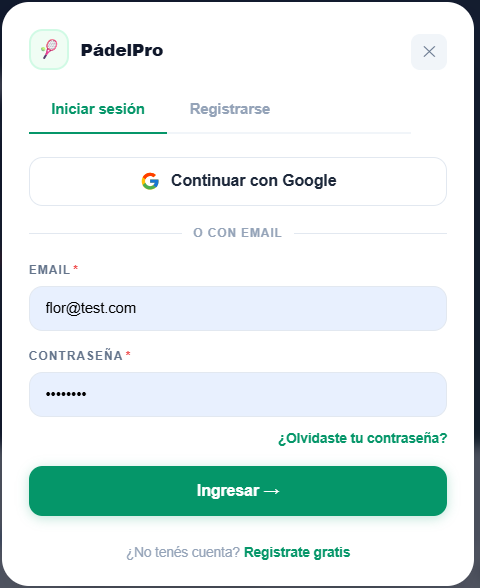 PádelPro
Iniciar sesión Registrarse
Continuar con Google
O CON EMAIL
EMAIL*
flor@test.com
CONTRASEÑA*
••••••••
¿Olvidaste tu contraseña?
Ingresar →
¿No tenés cuenta? Registrate gratis